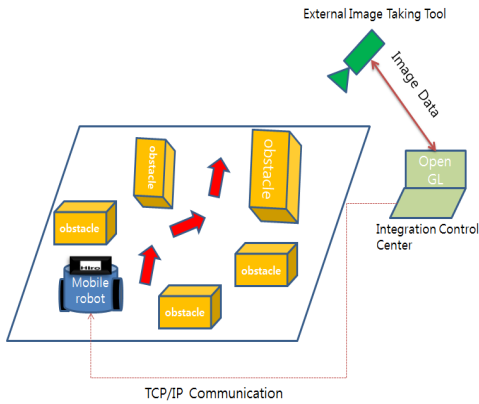 External Image Taking Tool
Image Data
Open
GL
Integration Control
Center
obstacle
obstacle
obstacle
obstacle
obstacle
Hiro
Mobile
robot
TCP/IP Communication